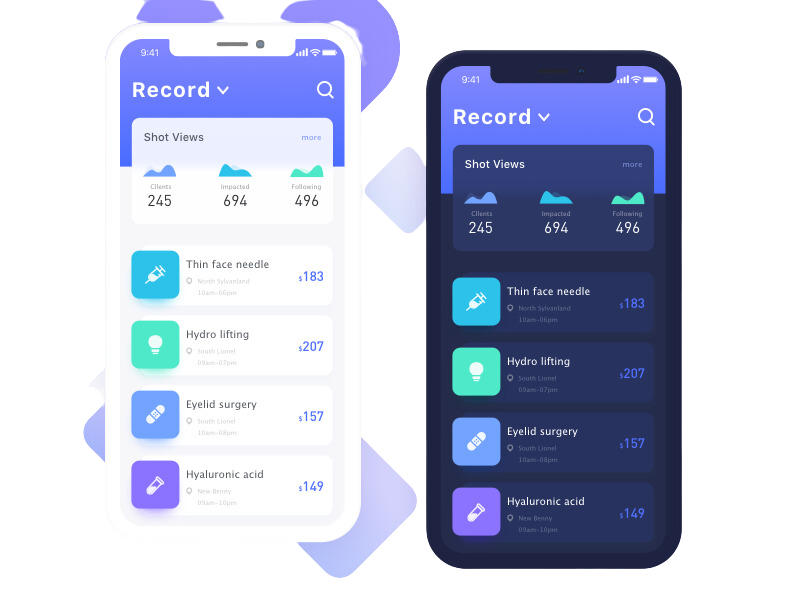 9:41
Record
Shot Views more
Clients Impacted Following
245 694 496
Thin face needle
North Sylvanland
10am-06pm
$183
Hydro lifting
South Lionel
09am-07pm
$207
Eyelid surgery
South Lionel
10am-08pm
$157
Hyaluronic acid
New Benny
09am-10pm
$149
9:41
Record
Shot Views more
Clients Impacted Following
245 694 496
Thin face needle
North Sylvanland
10am-06pm
$183
Hydro lifting
South Lionel
09am-07pm
$207
Eyelid surgery
South Lionel
10am-08pm
$157
Hyaluronic acid
New Benny
09am-10pm
$149